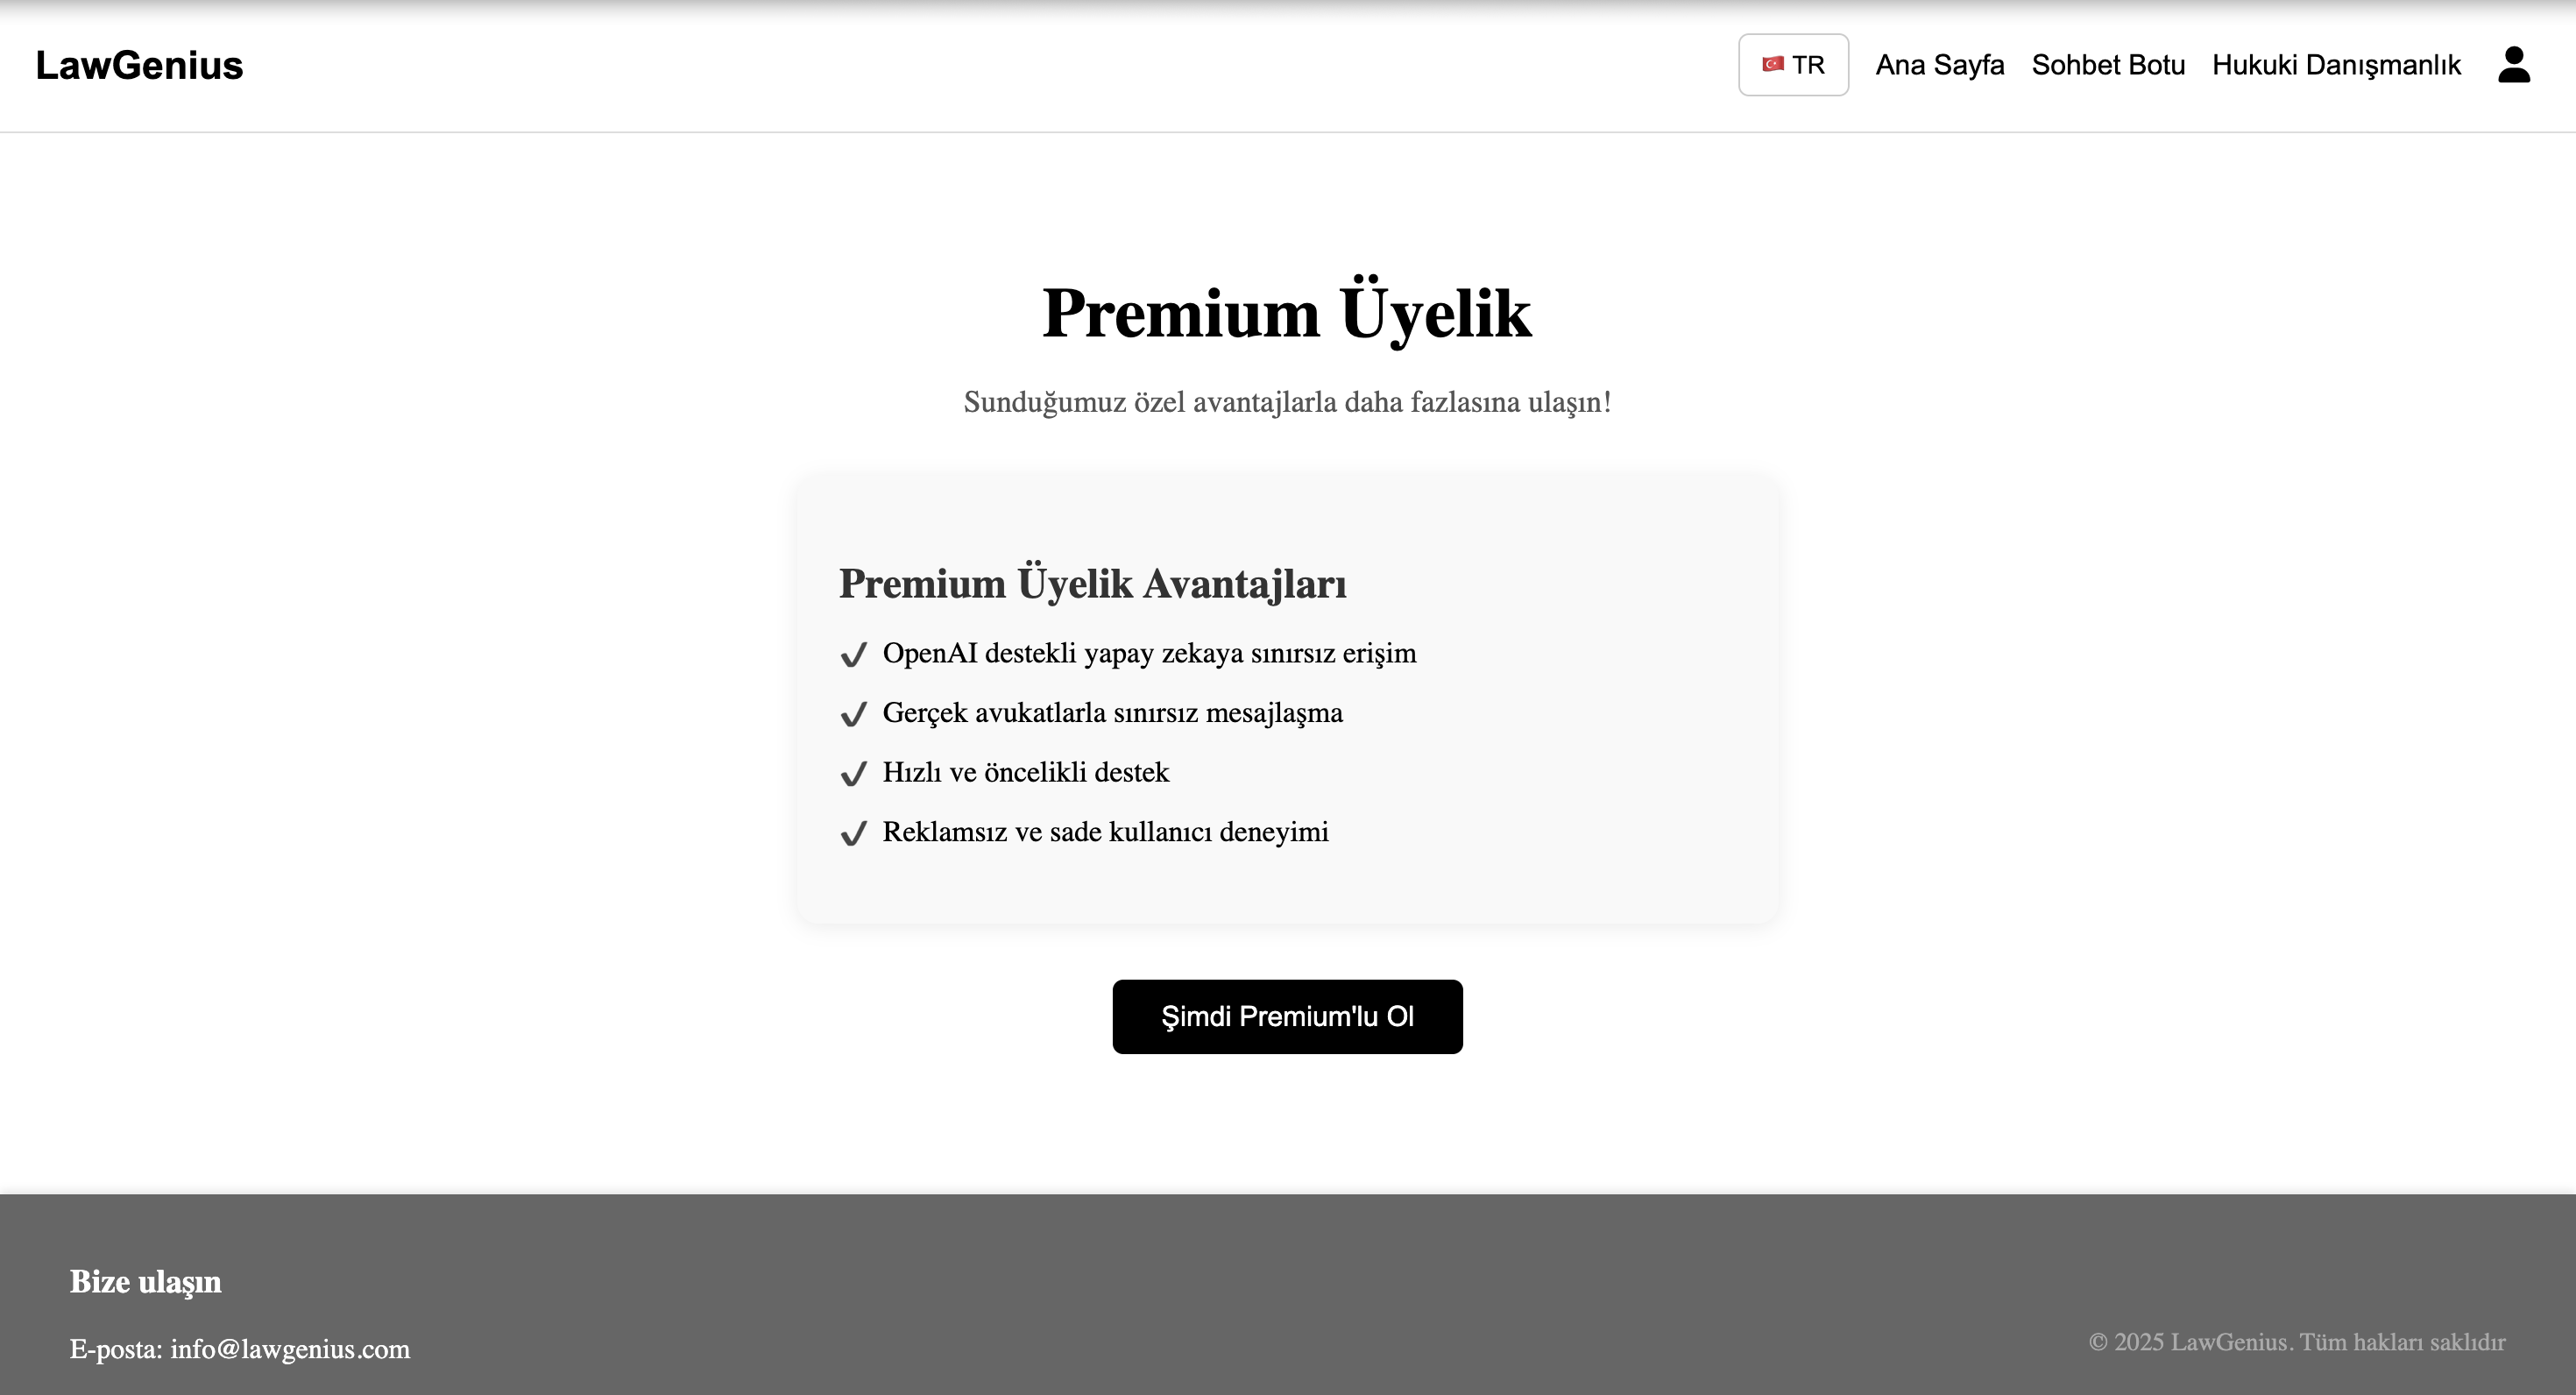 LawGenius
🇹🇷 TR
Ana Sayfa
Sohbet Botu
Hukuki Danışmanlık
Premium Üyelik
Sunduğumuz özel avantajlarla daha fazlasına ulaşın!
Premium Üyelik Avantajları
✔ OpenAI destekli yapay zekaya sınırsız erişim
✔ Gerçek avukatlarla sınırsız mesajlaşma
✔ Hızlı ve öncelikli destek
✔ Reklamsız ve sade kullanıcı deneyimi
Şimdi Premium'lu Ol
Bize ulaşın
E-posta: info@lawgenius.com
© 2025 LawGenius. Tüm hakları saklıdır